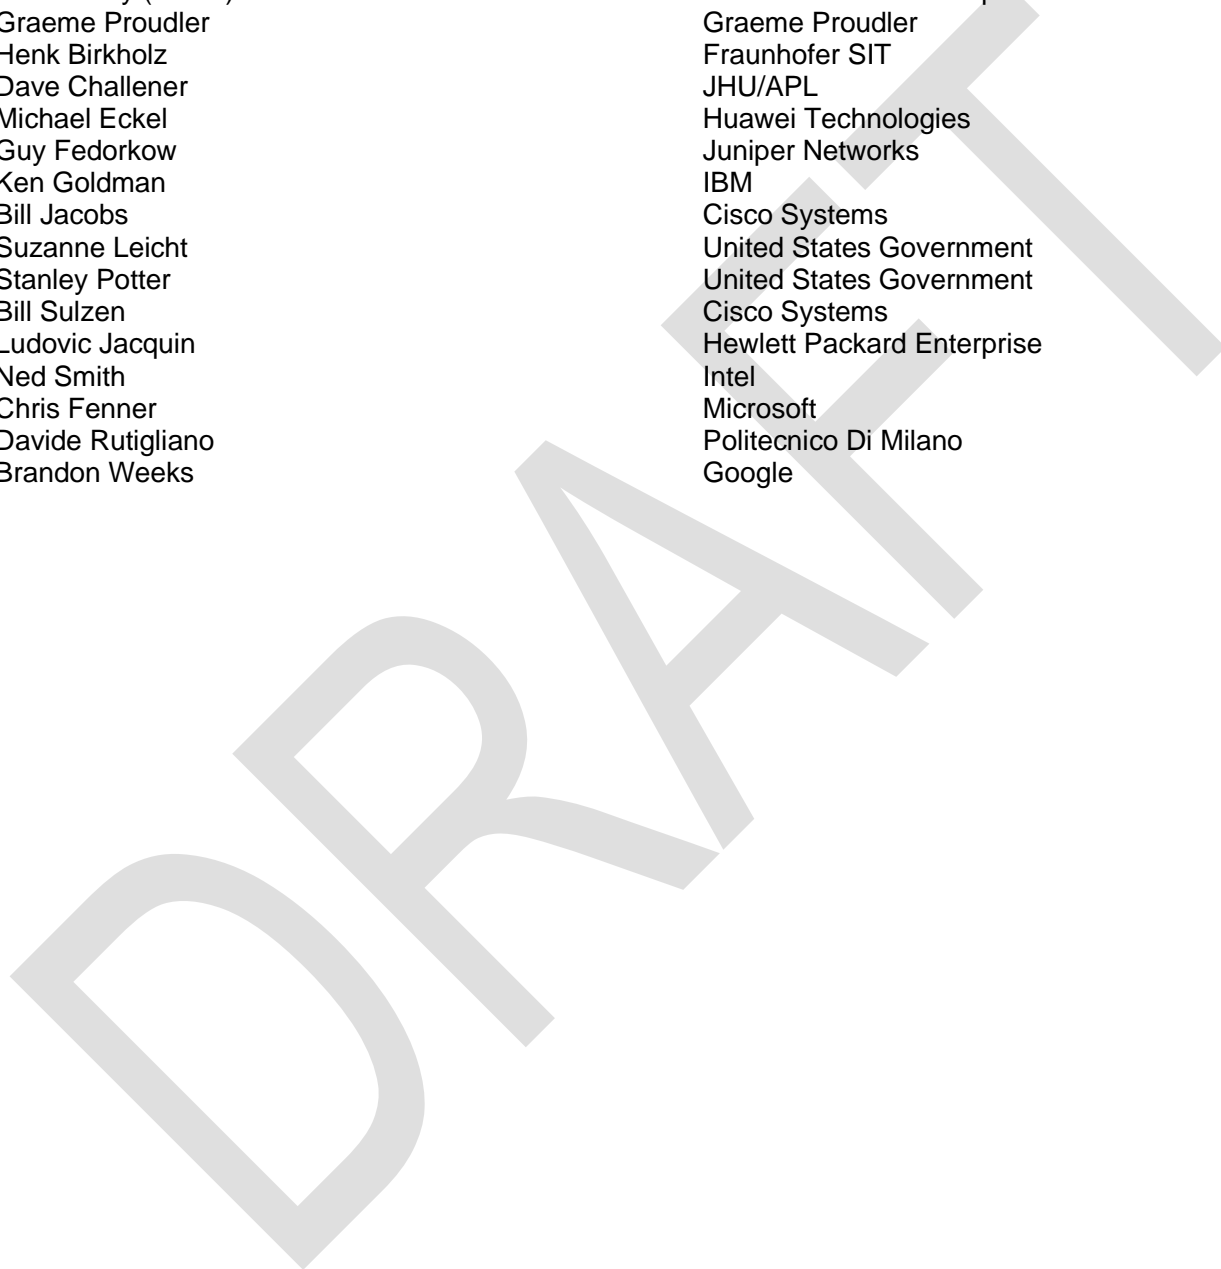 Graeme Proudler Graeme Proudler
Henk Birkholz Fraunhofer SIT
Dave Challener JHU/APL
Michael Eckel Huawei Technologies
Guy Fedorkow Juniper Networks
Ken Goldman IBM
Bill Jacobs Cisco Systems
Suzanne Leicht United States Government
Stanley Potter United States Government
Bill Sulzen Cisco Systems
Ludovic Jacquin Hewlett Packard Enterprise
Ned Smith Intel
Chris Fenner Microsoft
Davide Rutigliano Politecnico Di Milano
Brandon Weeks Google
DRAFT